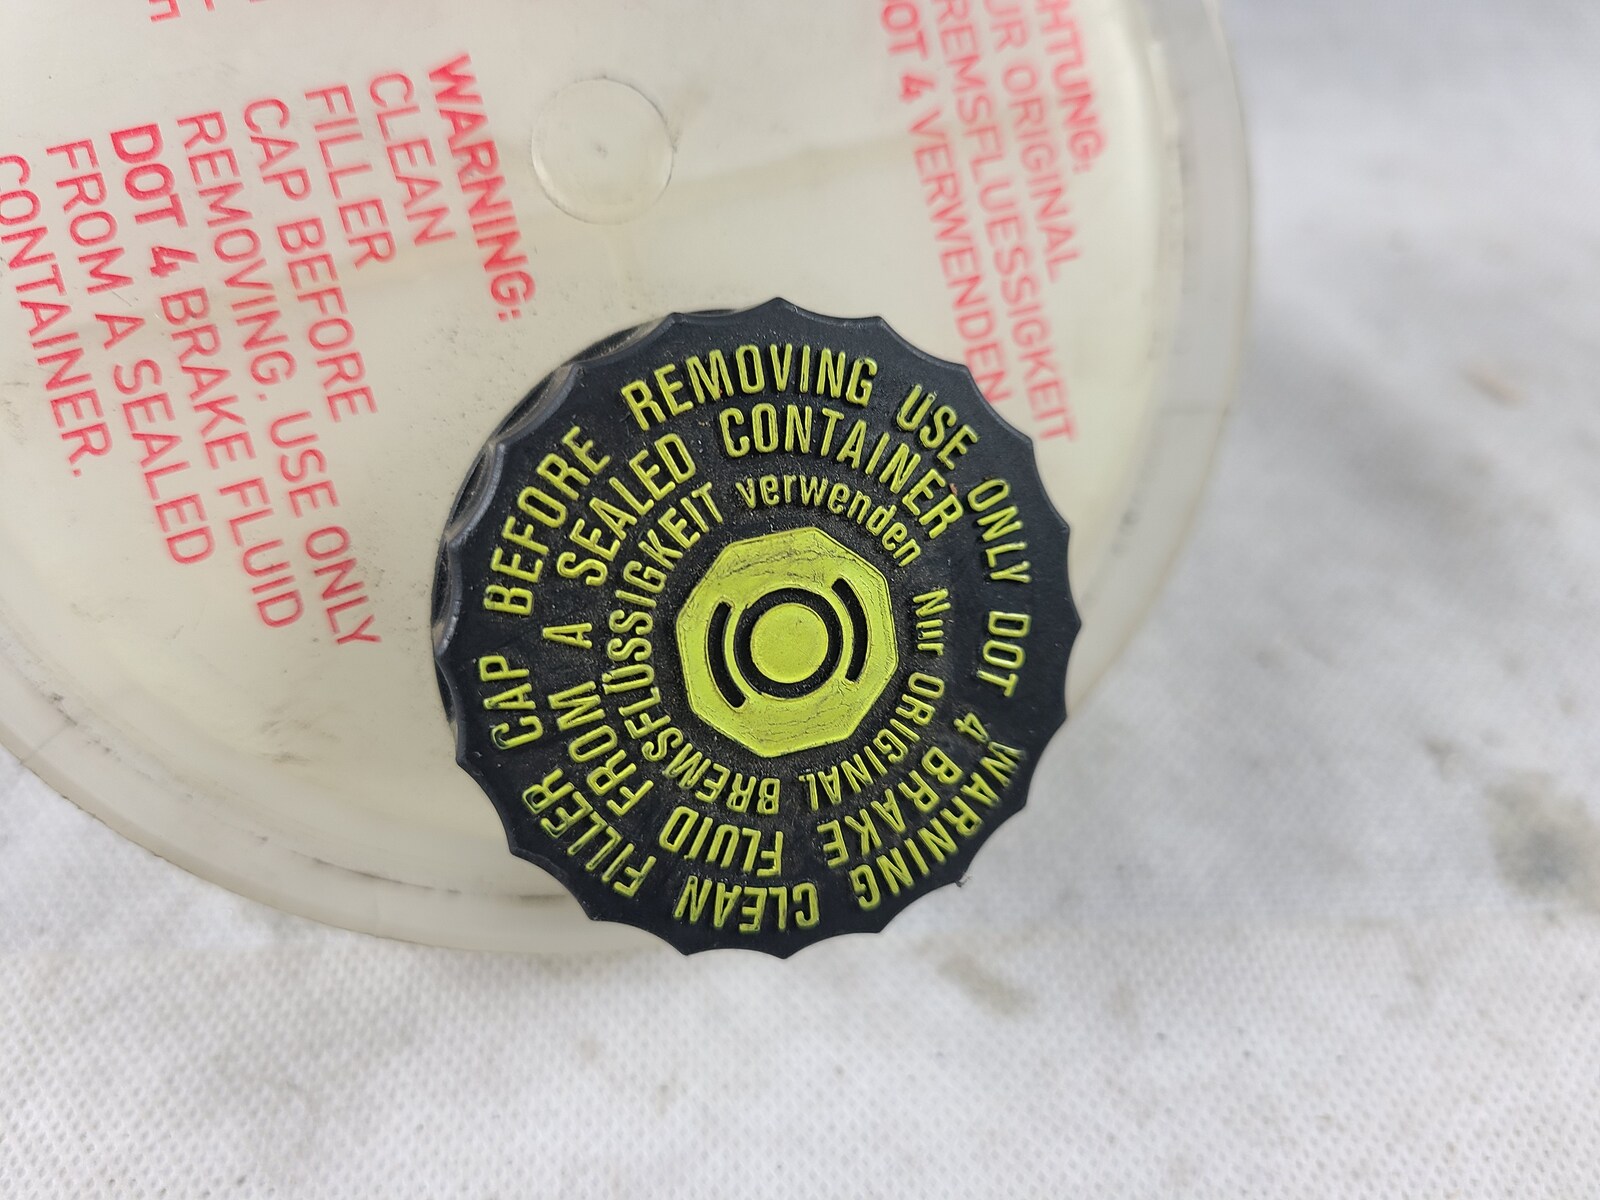 WARNING:
CLEAN
FILLER
CAP BEFORE
REMOVING. USE ONLY
DOT 4 BRAKE FLUID
FROM A SEALED
CONTAINER.
ORIGINAL
DOT 4 VERWENDEN
WARNING CLEAN FILLER CAP BEFORE REMOVING USE ONLY DOT
4 BRAKE FLUID FROM A SEALED CONTAINER
Nur ORIGINAL BREMSFLÜSSIGKEIT verwenden